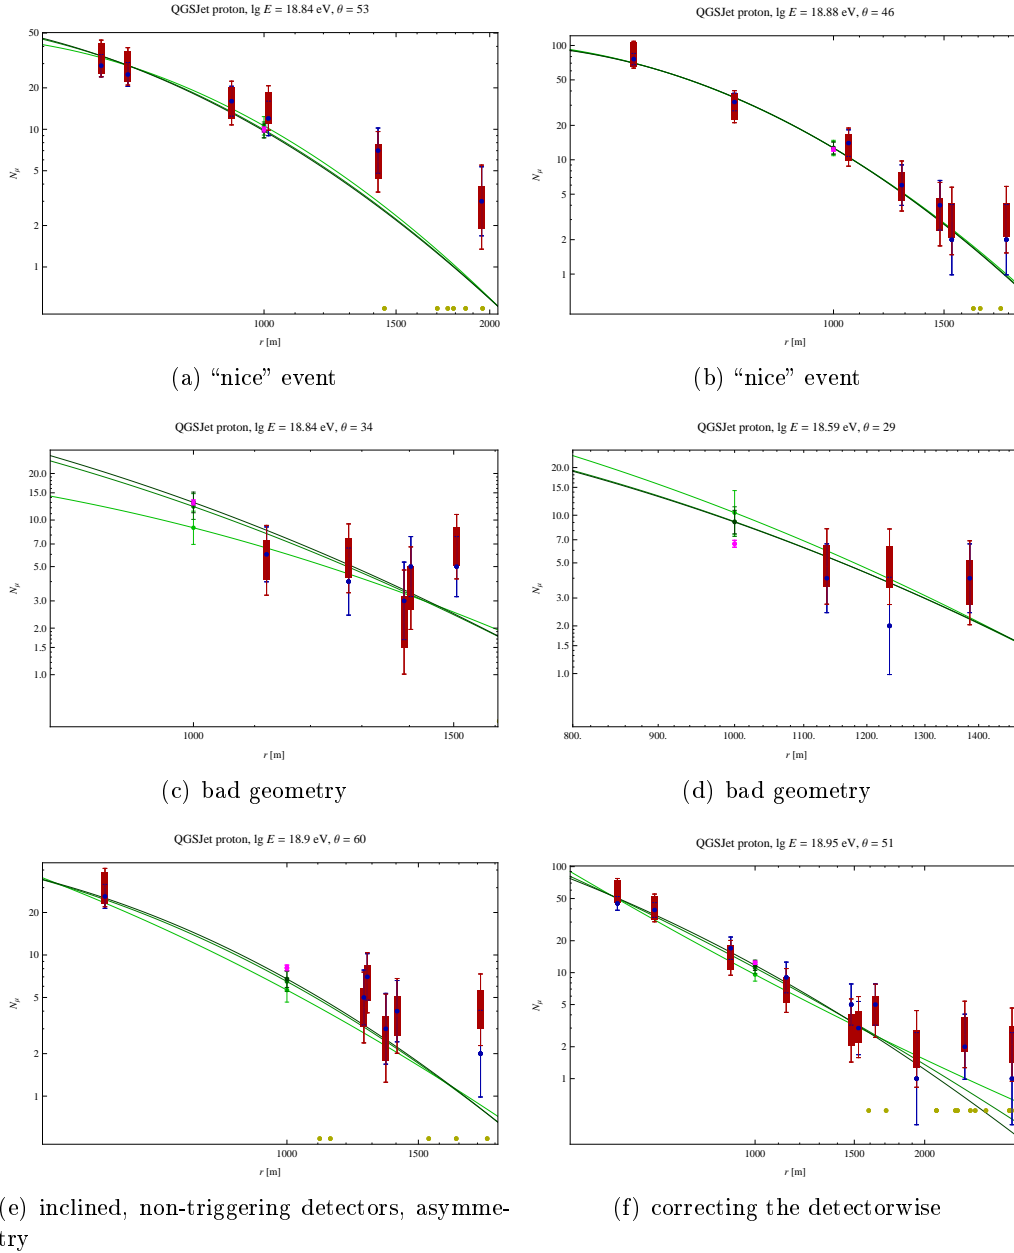 QGSJet proton, lg E = 18.84 eV, θ = 53
50
20
10
5
2
1
Nμ
1000
1500
2000
r [m]
(a) “nice” event
QGSJet proton, lg E = 18.88 eV, θ = 46
100
50
20
10
5
2
1
Nμ
1000
1500
r [m]
(b) “nice” event
QGSJet proton, lg E = 18.84 eV, θ = 34
20.0
15.0
10.0
7.0
5.0
3.0
2.0
1.5
1.0
Nμ
1000
1500
r [m]
(c) bad geometry
QGSJet proton, lg E = 18.59 eV, θ = 29
20.0
15.0
10.0
7.0
5.0
3.0
2.0
1.5
1.0
Nμ
800.
900.
1000.
1100.
1200.
1300.
1400.
r [m]
(d) bad geometry
QGSJet proton, lg E = 18.9 eV, θ = 60
20
10
5
2
1
Nμ
1000
1500
r [m]
(e) inclined, non-triggering detectors, asymme-
try
QGSJet proton, lg E = 18.95 eV, θ = 51
100
50
20
10
5
2
1
Nμ
1000
1500
2000
r [m]
(f) correcting the detectorwise